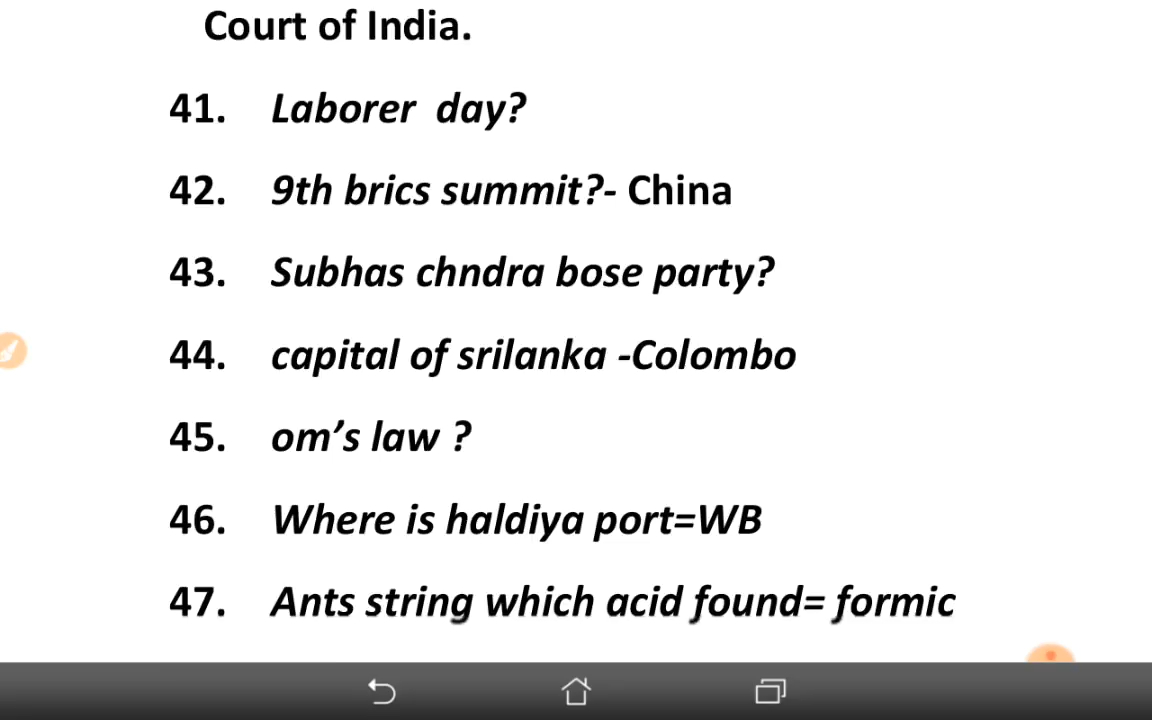 Court of India.
41. Laborer day?
42. 9th brics summit?- China
43. Subhas chndra bose party?
44. capital of srilanka -Colombo
45. om’s law ?
46. Where is haldiya port=WB
47. Ants string which acid found= formic